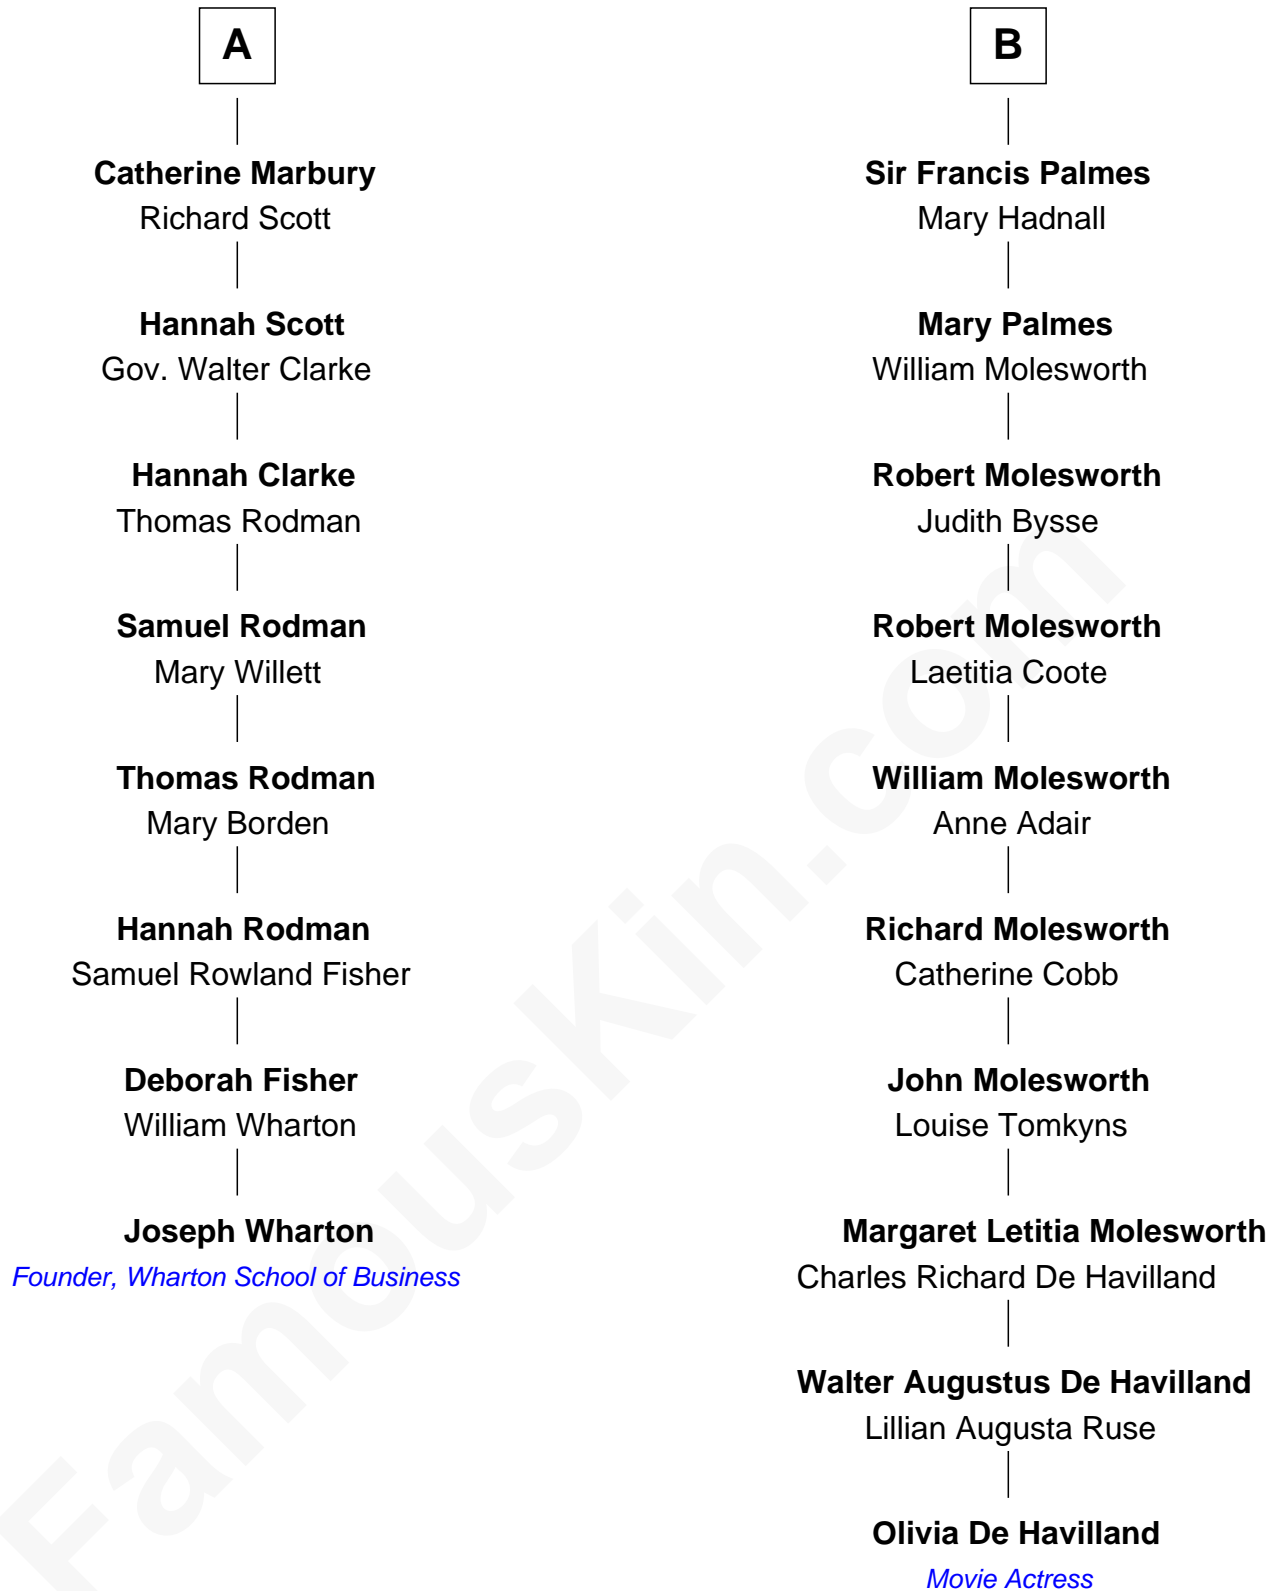 A
Catherine Marbury
Richard Scott
Hannah Scott
Gov. Walter Clarke
Hannah Clarke
Thomas Rodman
Samuel Rodman
Mary Willett
Thomas Rodman
Mary Borden
Hannah Rodman
Samuel Rowland Fisher
Deborah Fisher
William Wharton
Joseph Wharton
Founder, Wharton School of Business
B
Sir Francis Palmes
Mary Hadnall
Mary Palmes
William Molesworth
Robert Molesworth
Judith Bysse
Robert Molesworth
Laetitia Coote
William Molesworth
Anne Adair
Richard Molesworth
Catherine Cobb
John Molesworth
Louise Tomkyns
Margaret Letitia Molesworth
Charles Richard De Havilland
Walter Augustus De Havilland
Lillian Augusta Ruse
Olivia De Havilland
Movie Actress
FamousKin.com